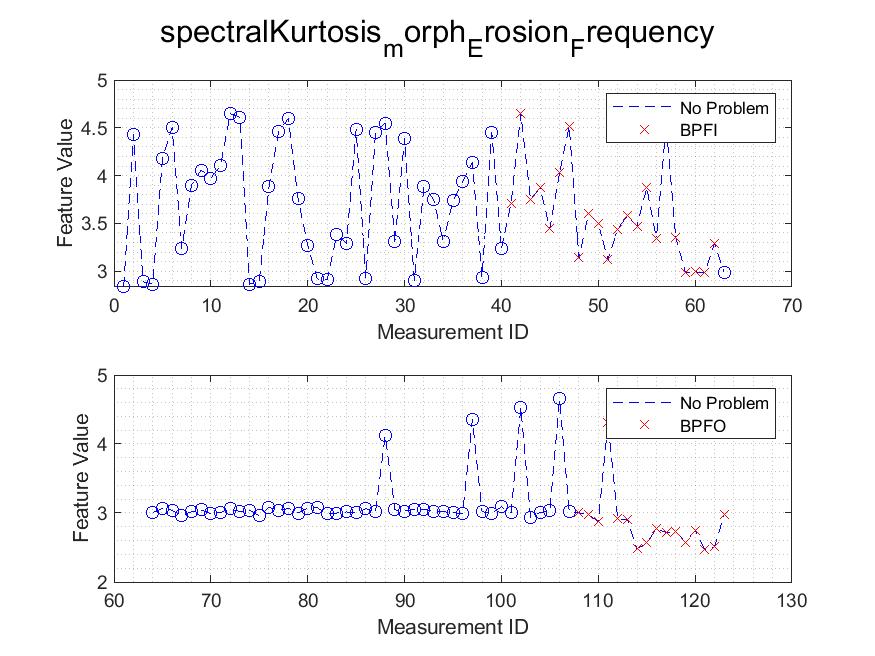 spectralKurtosis_morph_Erosion_Frequency
5
4.5
4
3.5
3
Feature Value
No Problem
BPFI
0 10 20 30 40 50 60 70
Measurement ID
5
4
3
2
Feature Value
No Problem
BPFO
60 70 80 90 100 110 120 130
Measurement ID